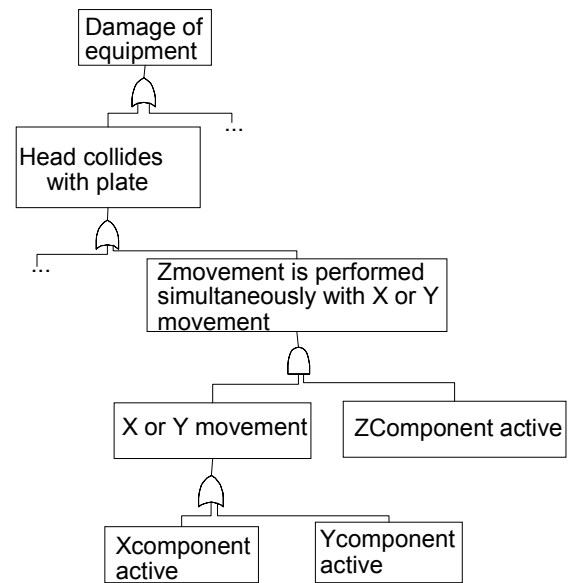 Damage of
equipment
...
Head collides
with plate
...
Zmovement is performed
simultaneously with X or Y
movement
X or Y movement
ZComponent active
Xcomponent
active
Ycomponent
active